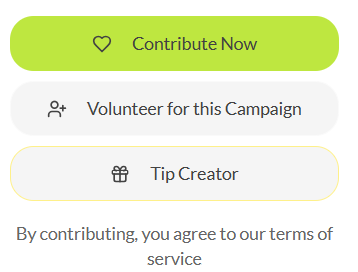 Contribute Now
Volunteer for this Campaign
Tip Creator
By contributing, you agree to our terms of
service